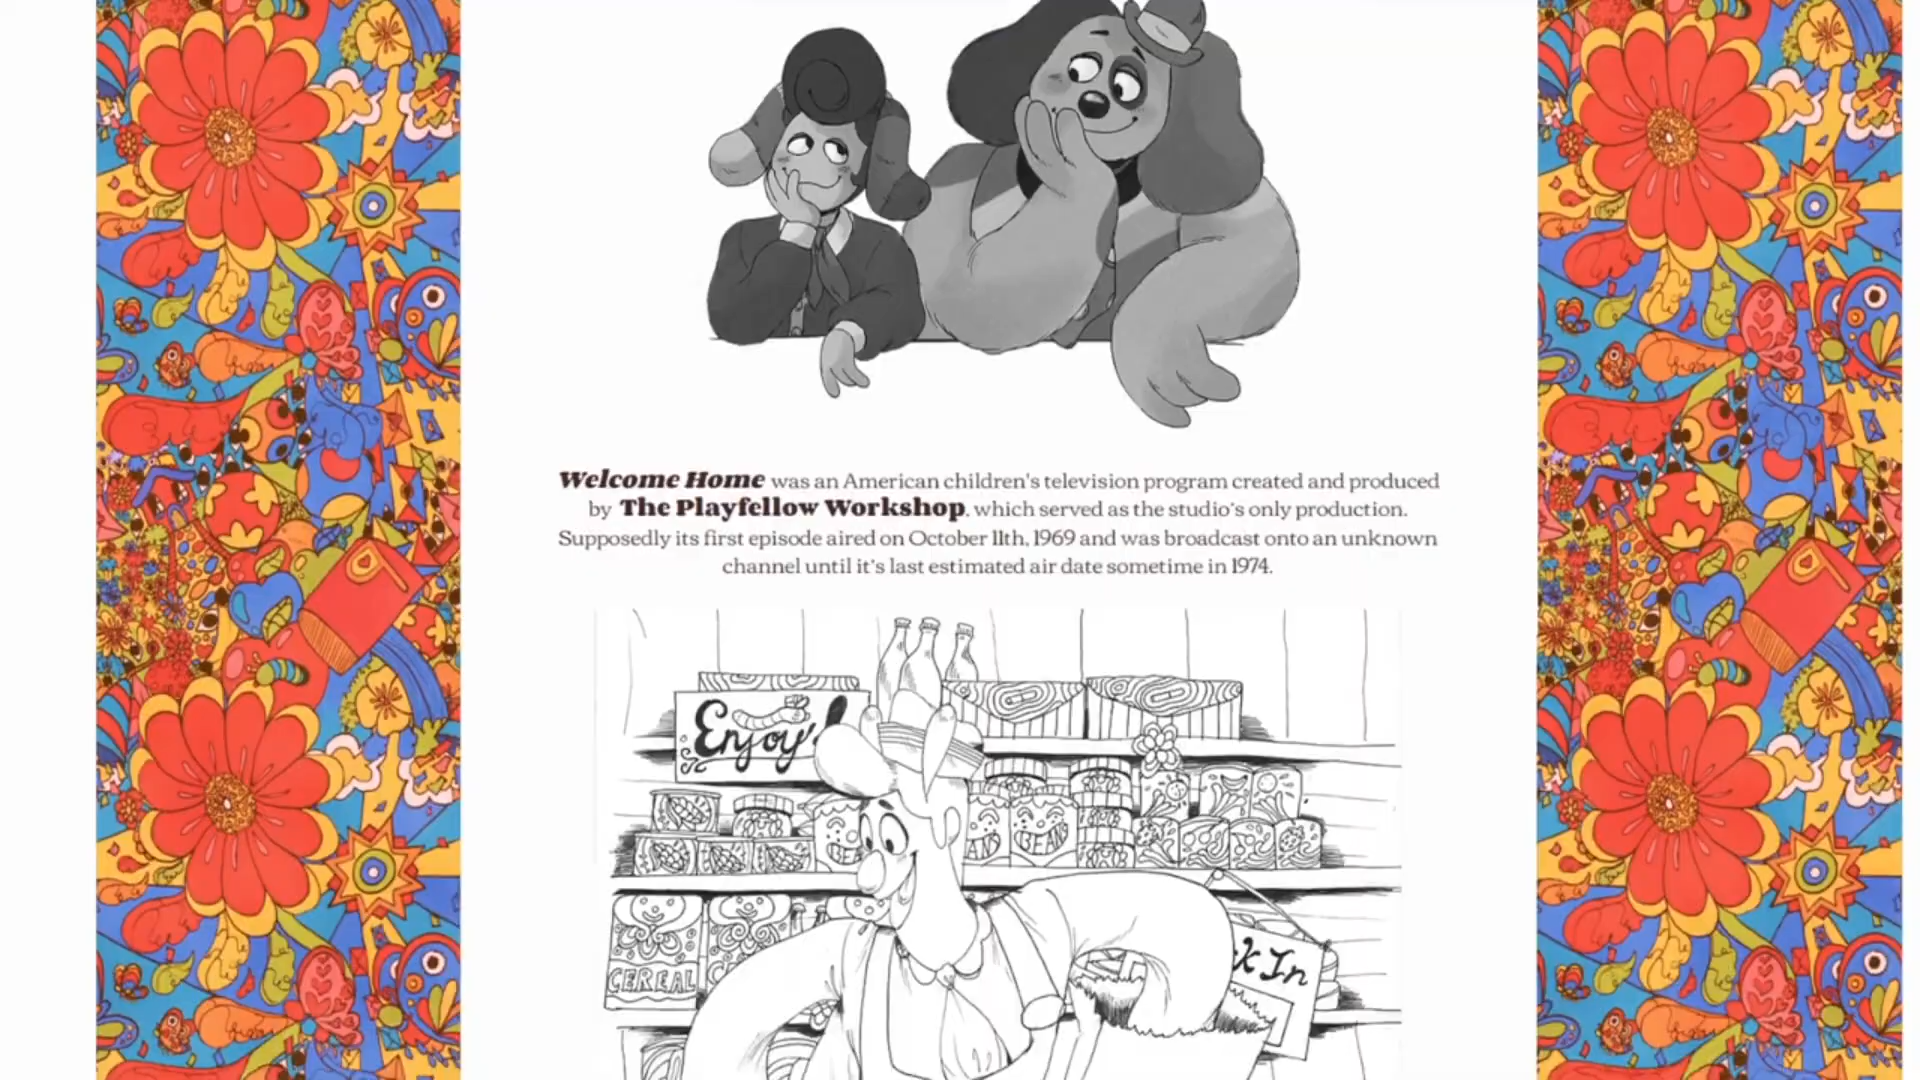 Welcome Home was an American children's television program created and produced
by The Playfellow Workshop, which served as the studio's only production.
Supposedly its first episode aired on October 11th, 1969 and was broadcast onto an unknown
channel until it's last estimated air date sometime in 1974.
Enjoy!
BEAN
CEREAL
k In